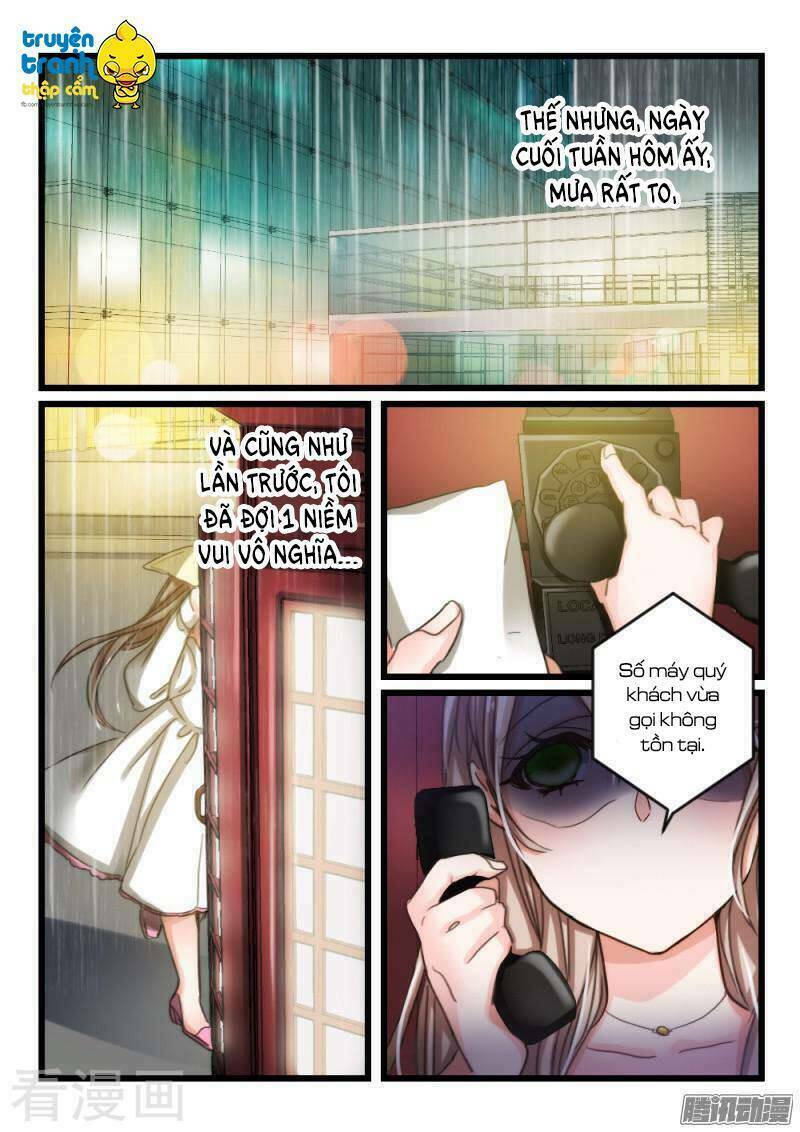 truyện
tranh
thập cẩm
THẾ NHƯNG, NGÀY
CUỐI TUẦN HÔM ẤY,
MƯA RẤT TO,
VÀ CŨNG NHƯ
LẦN TRƯỚC, TÔI
ĐÃ ĐỢI 1 NIỀM
VUI VÔ NGHĨA...
LOCA
LONG
Số máy quý
khách vừa
gọi không
tồn tại.
看漫画
腾讯动漫